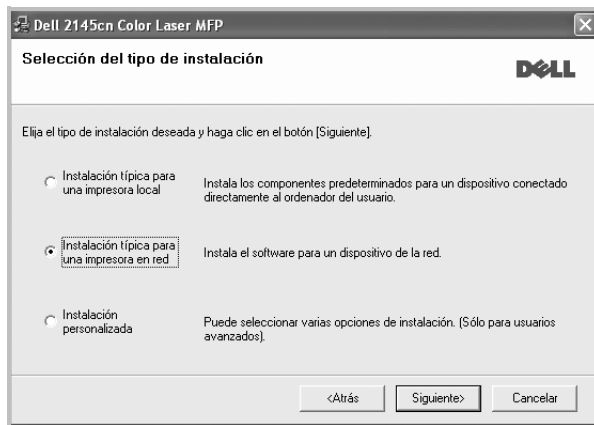 Dell 2145cn Color Laser MFP
Selección del tipo de instalación
DELL
Elija el tipo de instalación deseada y haga clic en el botón [Siguiente].
Instalación típica para
una impresora local
Instala los componentes predeterminados para un dispositivo conectado
directamente al ordenador del usuario.
Instalación típica para
una impresora en red
Instala el software para un dispositivo de la red.
Instalación
personalizada
Puede seleccionar varias opciones de instalación. (Sólo para usuarios
avanzados).
<Atrás
Siguiente>
Cancelar